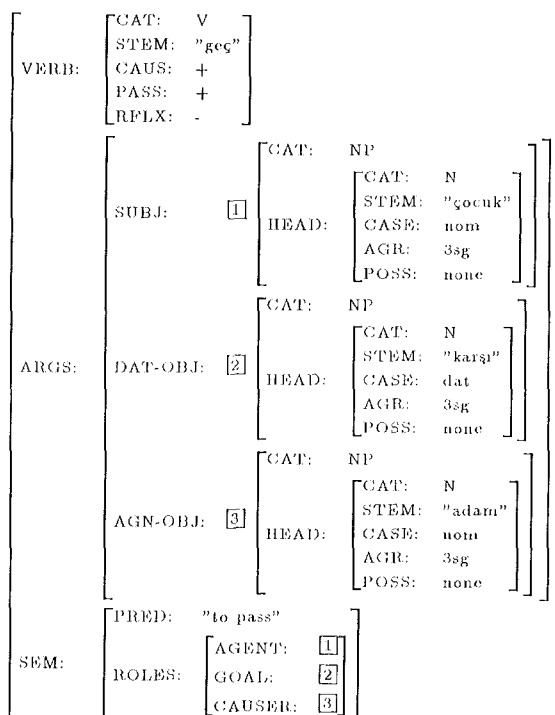 CAT: V
STEM: "geç"
VERB: CAUS: +
PASS: +
RFLX: -
CAT: NP
CAT: N
STEM: "çocuk"
SUBJ: 1 HEAD: CASE: nom
AGR: 3sg
POSS: none
CAT: NP
CAT: N
STEM: "karşı"
ARGS: DAT-OBJ: 2 HEAD: CASE: dat
AGR: 3sg
POSS: none
CAT: NP
CAT: N
STEM: "adam"
AGN-OBJ: 3 HEAD: CASE: nom
AGR: 3sg
POSS: none
PRED: "to pass"
AGENT: 1
SEM: ROLES: GOAL: 2
CAUSER: 3